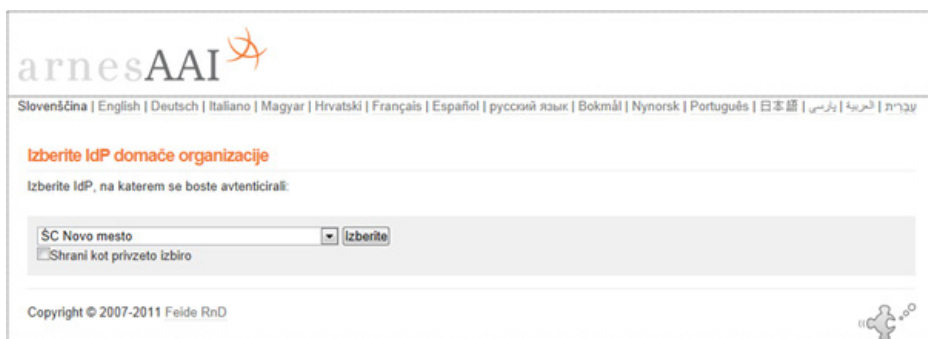 arnesAAI
Slovenščina | English | Deutsch | Italiano | Magyar | Hrvatski | Français | Español | русский язык | Bokmål | Nynorsk | Português | 日本語 | پارسی | العربية | עִבְרִית
Izberite IdP domače organizacije
Izberite IdP, na katerem se boste avtenticirali:
ŠC Novo mesto Izberite
Shrani kot privzeto izbiro
Copyright © 2007-2011 Feide RnD